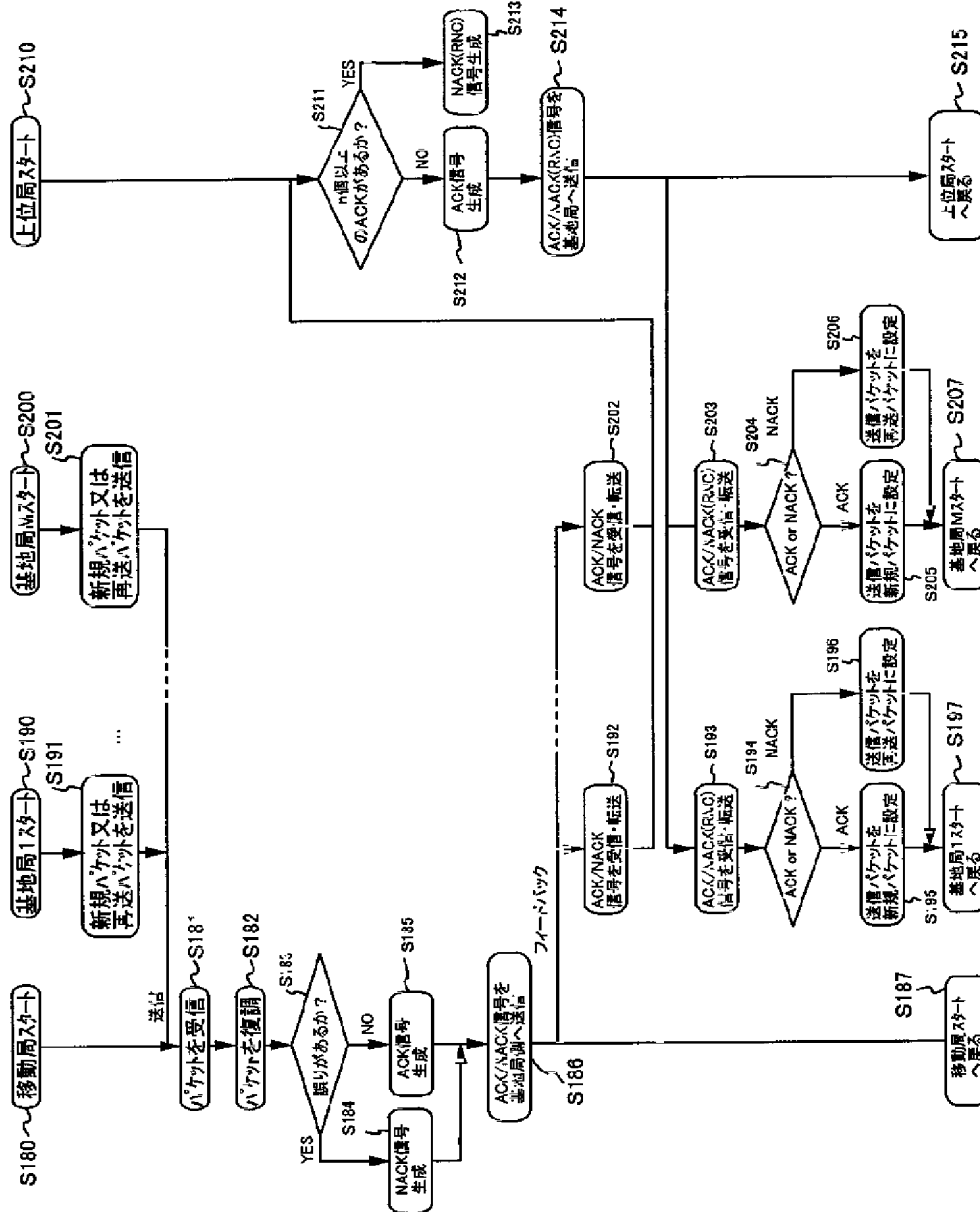 S180
移動局スタート
送信
パケットを受信
S181
パケットを復調
S182
誤りがあるか?
S183
YES
NO
S184
NACK信号
生成
ACK信号
生成
S185
ACK/NACK信号を
基地局側へ送信
S186
フィードバック
S187
移動局スタート
へ戻る
基地局1スタート
S190
S191
新規パケット又は
再送パケットを送信
...
ACK/NACK
信号を受信・転送
S192
ACK/NACK(RNC)
信号を受信・転送
S193
ACK or NACK?
S194
NACK
ACK
送信パケットを
新規パケットに設定
S195
送信パケットを
再送パケットに設定
S196
基地局1スタート
へ戻る
S197
基地局Mスタート
S200
S201
新規パケット又は
再送パケットを送信
ACK/NACK
信号を受信・転送
S202
ACK/NACK(RNC)
信号を受信・転送
S203
ACK or NACK?
S204
NACK
ACK
送信パケットを
新規パケットに設定
S205
送信パケットを
再送パケットに設定
S206
基地局Mスタート
へ戻る
S207
上位局スタート
S210
n個以上
のACKがあるか?
S211
YES
NO
ACK信号
生成
S212
NACK(RNC)
信号生成
S213
ACK/NACK(RNC)信号を
基地局へ送信
S214
上位局スタート
へ戻る
S215